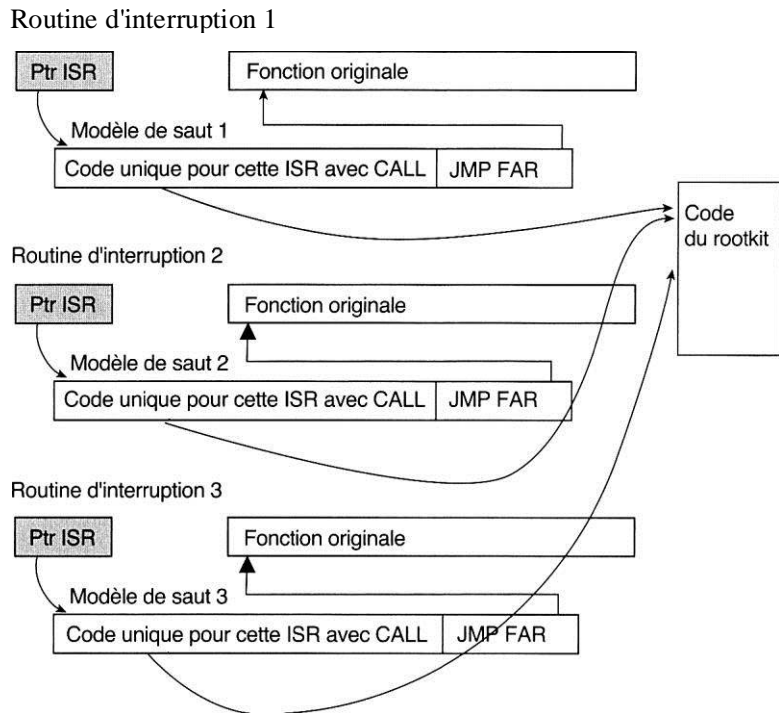 Routine d'interruption 1
Ptr ISR
Fonction originale
Modèle de saut 1
Code unique pour cette ISR avec CALL
JMP FAR
Code
du rootkit
Routine d'interruption 2
Ptr ISR
Fonction originale
Modèle de saut 2
Code unique pour cette ISR avec CALL
JMP FAR
Routine d'interruption 3
Ptr ISR
Fonction originale
Modèle de saut 3
Code unique pour cette ISR avec CALL
JMP FAR